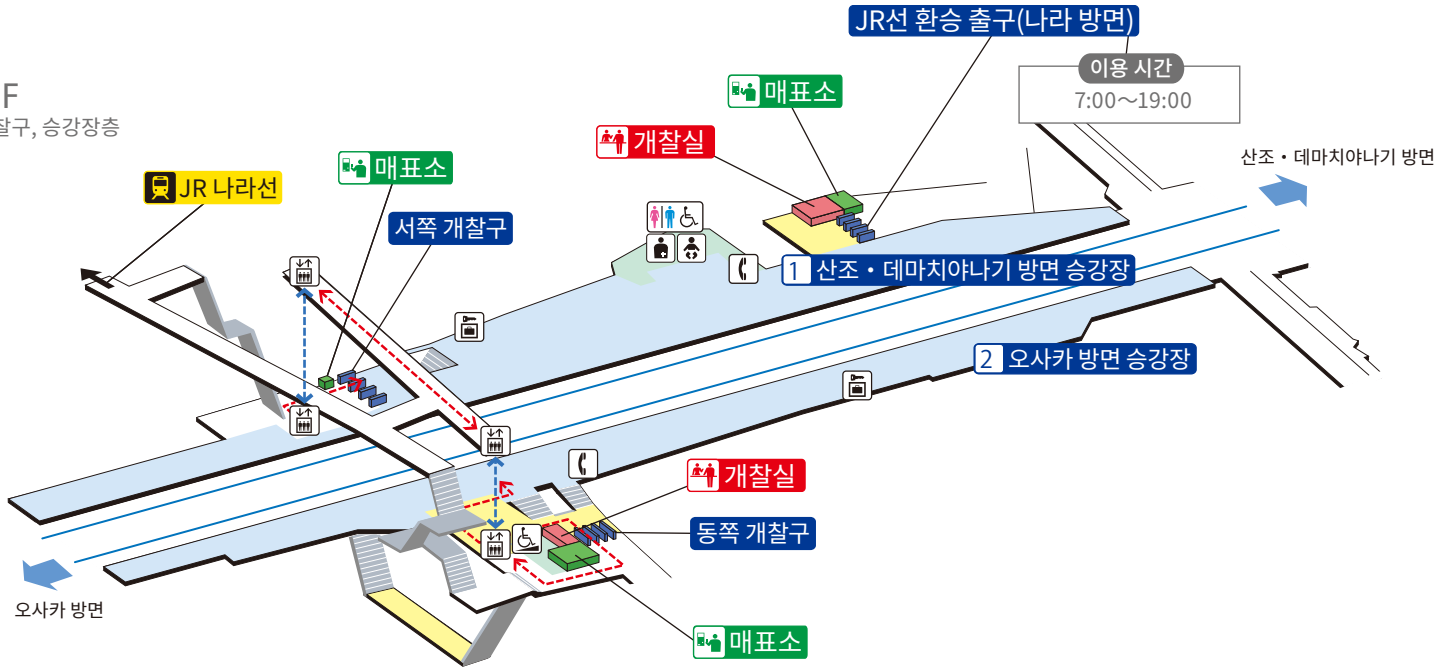 JR선 환승 출구(나라 방면)
이용 시간
7:00～19:00
F
찰구, 승강장층
매표소
개찰실
산조・데마치야나기 방면
매표소
JR 나라선
서쪽 개찰구
1 산조・데마치야나기 방면 승강장
2 오사카 방면 승강장
개찰실
동쪽 개찰구
오사카 방면
매표소